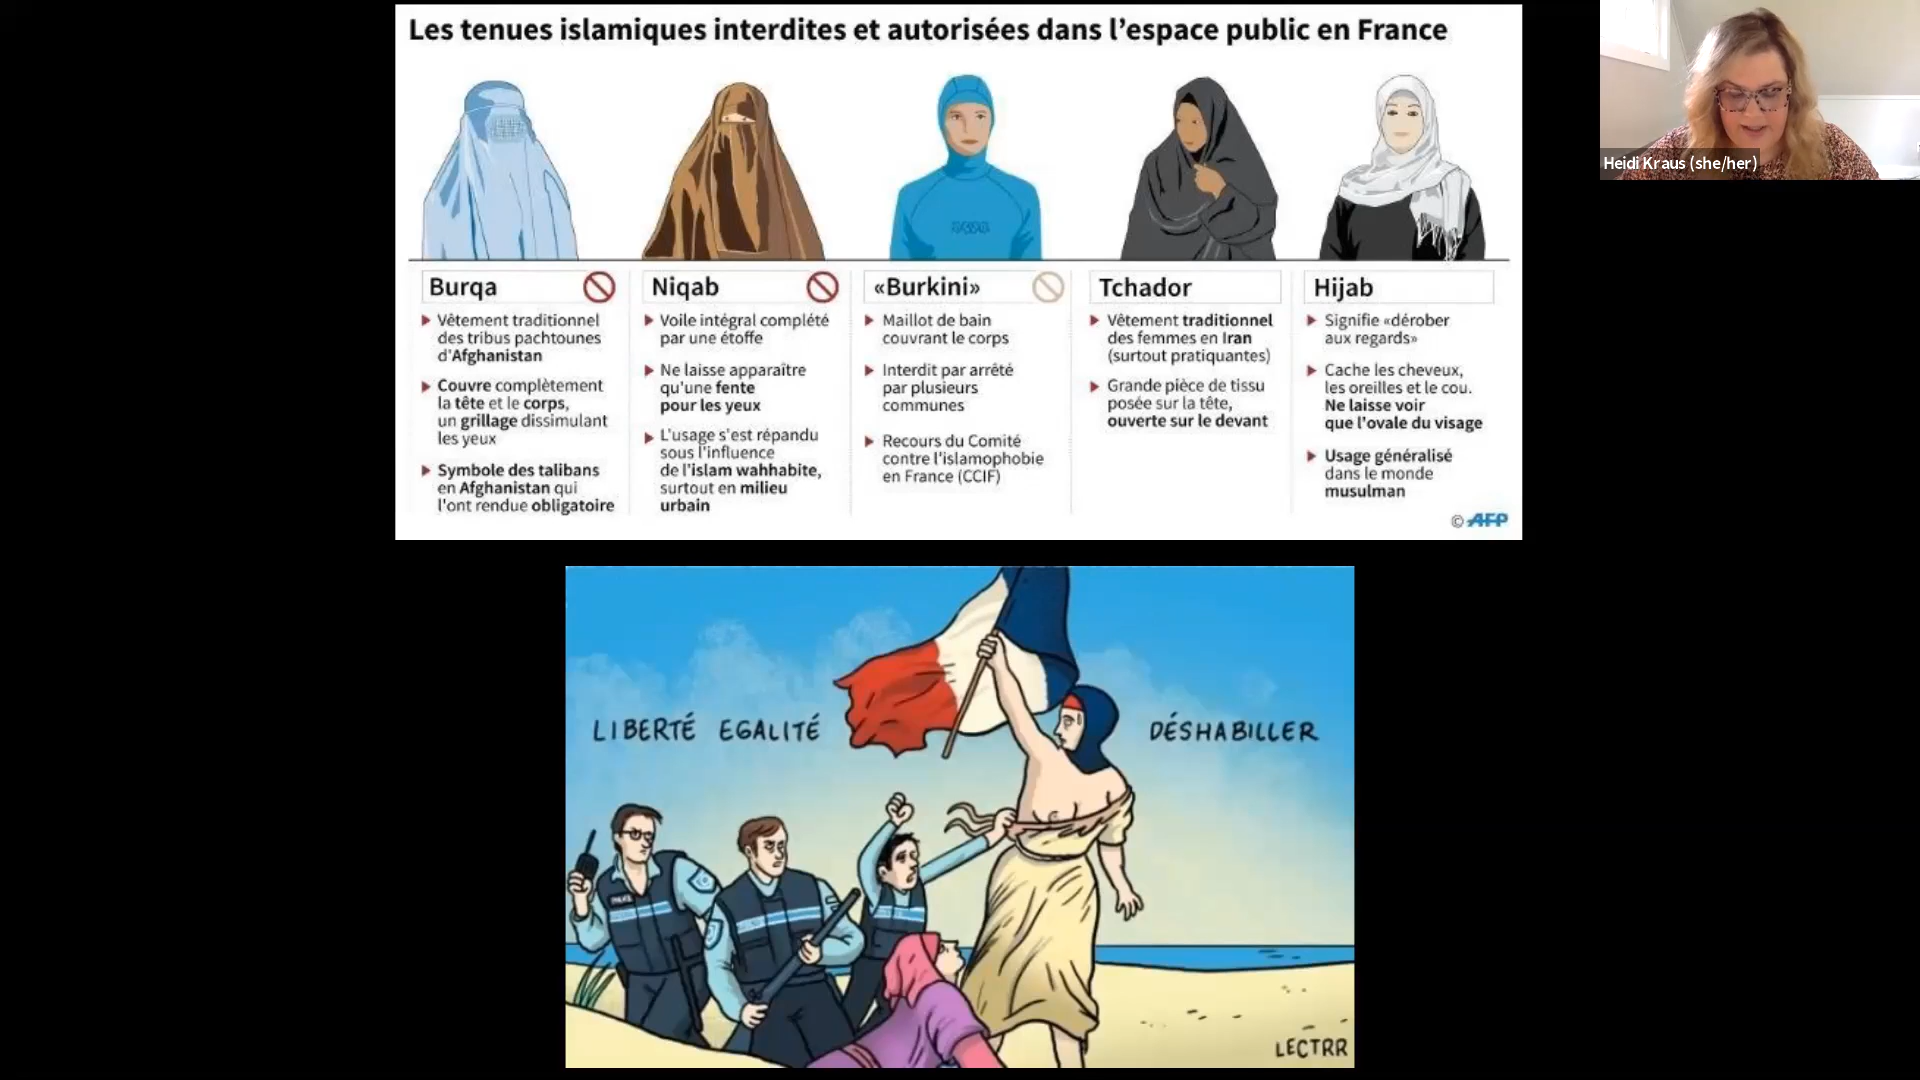 Les tenues islamiques interdites et autorisées dans l'espace public en France
Heidi Kraus (she/her)
Burqa
Vêtement traditionnel
des tribus pachtounes
d'Afghanistan
Couvre complètement
la tête et le corps,
un grillage dissimulant
les yeux
Symbole des talibans
en Afghanistan qui
l'ont rendue obligatoire
Niqab
Voile intégral complété
par une étoffe
Ne laisse apparaître
qu'une fente
pour les yeux
L'usage s'est répandu
sous l'influence
de l'islam wahhabite,
surtout en milieu
urbain
«Burkini»
Maillot de bain
couvrant le corps
Interdit par arrêté
par plusieurs
communes
Recours du Comité
contre l'islamophobie
en France (CCIF)
Tchador
Vêtement traditionnel
des femmes en Iran
(surtout pratiquantes)
Grande pièce de tissu
posée sur la tête,
ouverte sur le devant
Hijab
Signifie «dérober
aux regards»
Cache les cheveux,
les oreilles et le cou.
Ne laisse voir
que l'ovale du visage
Usage généralisé
dans le monde
musulman
© AFP
LIBERTÉ EGALITÉ DÉSHABILLER
LECTRR